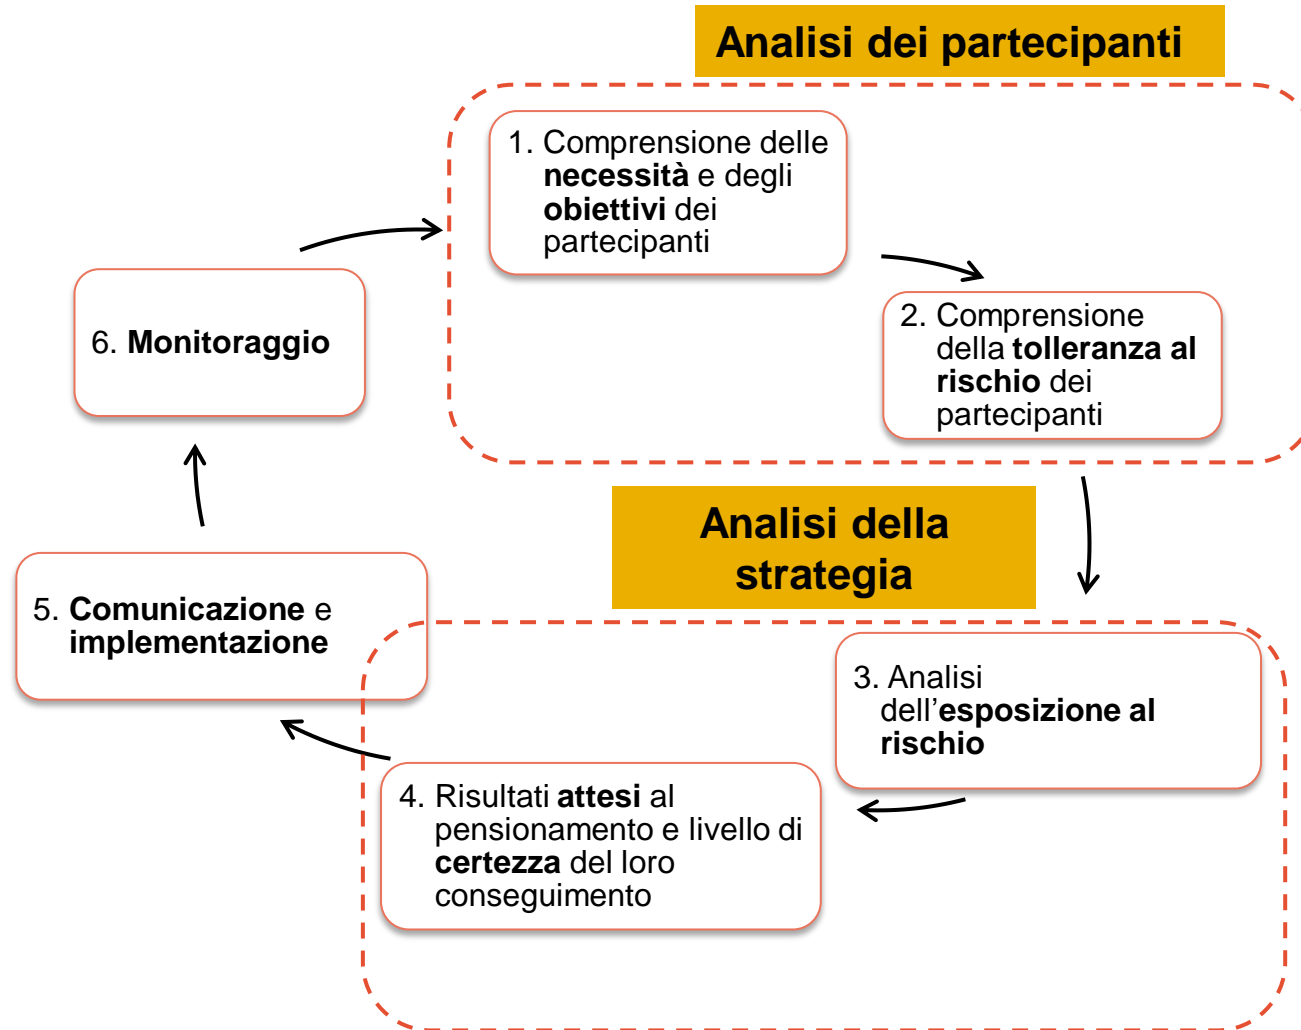 Analisi dei partecipanti
1. Comprensione delle
necessità e degli
obiettivi dei
partecipanti
2. Comprensione
della tolleranza al
rischio dei
partecipanti
6. Monitoraggio
Analisi della
strategia
5. Comunicazione e
implementazione
3. Analisi
dell’esposizione al
rischio
4. Risultati attesi al
pensionamento e livello di
certezza del loro
conseguimento